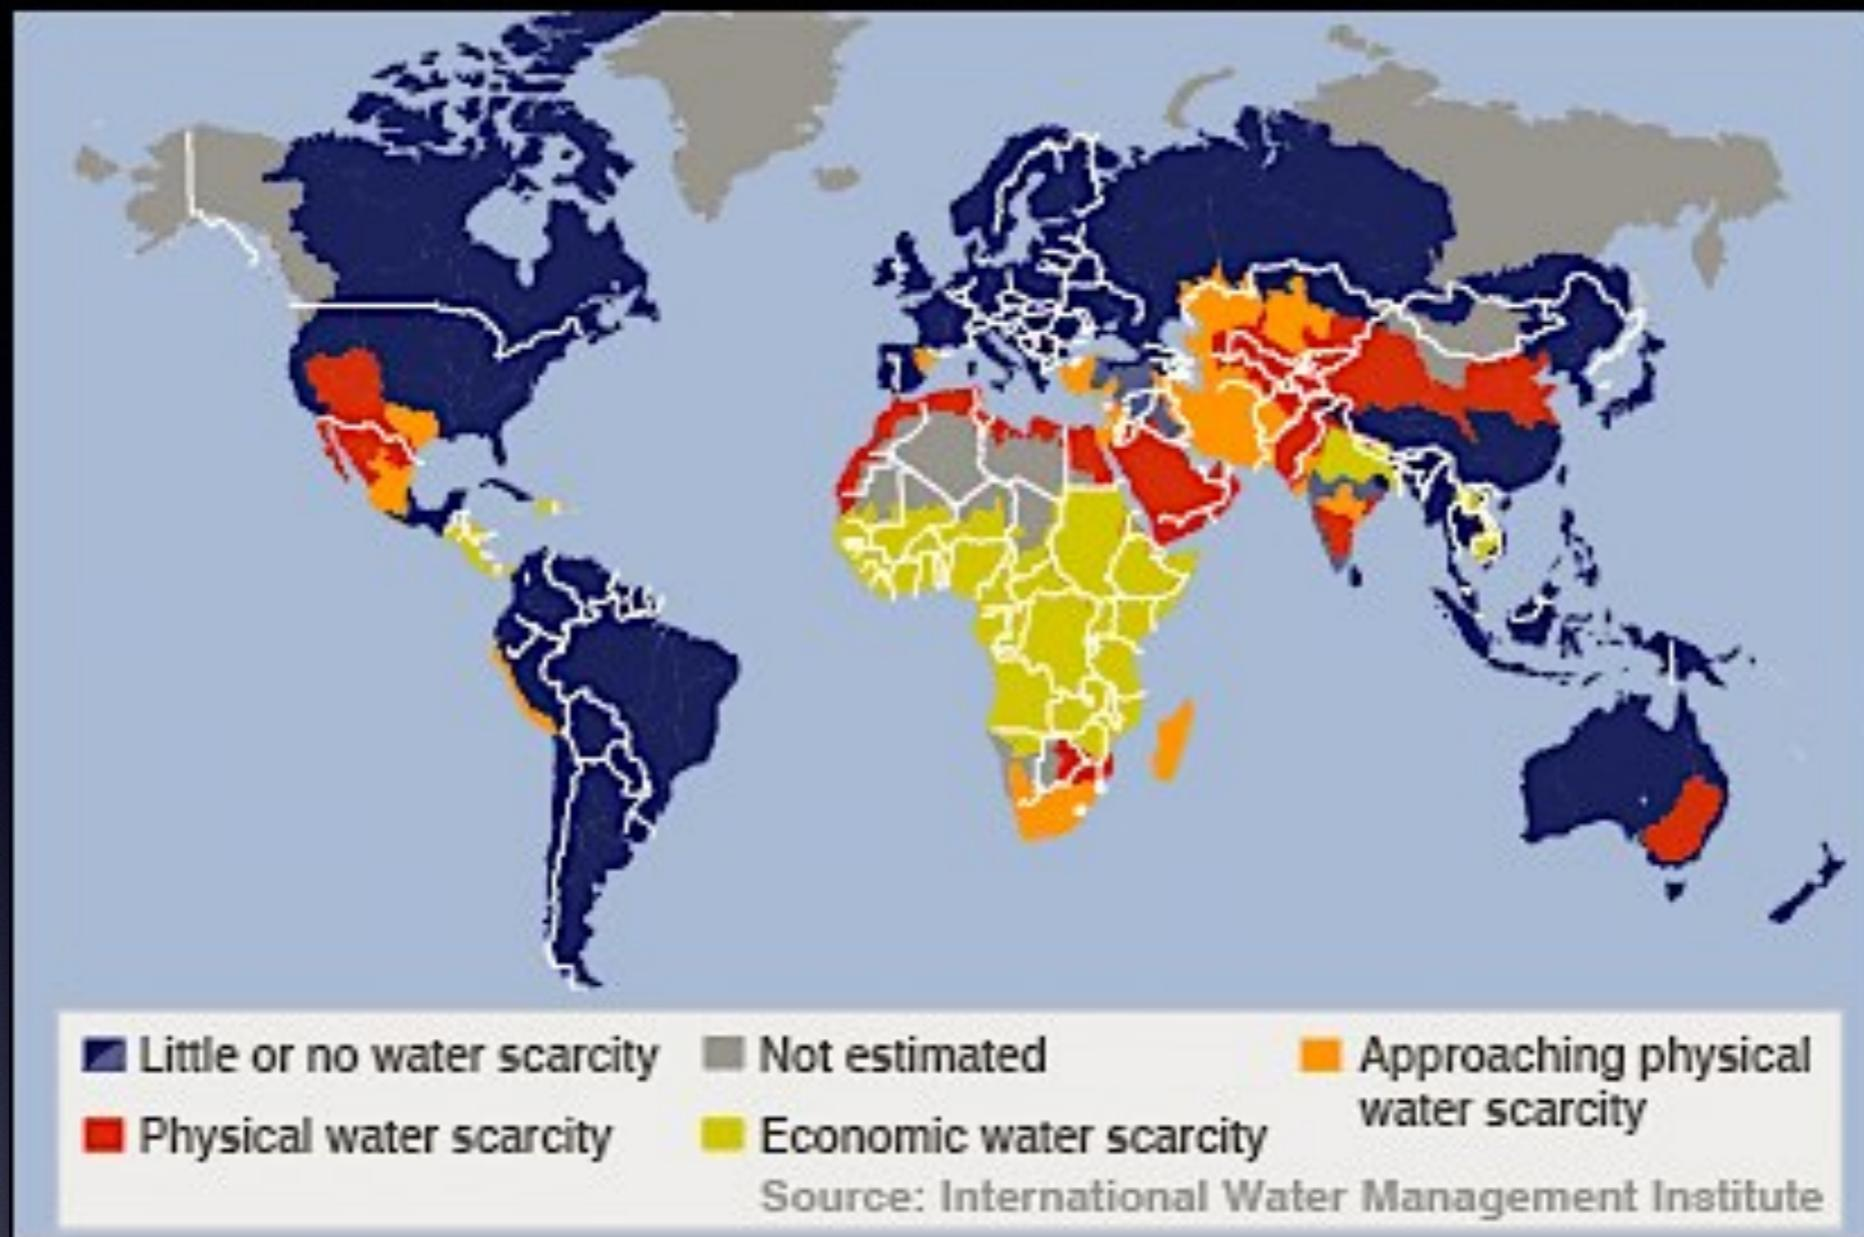 Little or no water scarcity
Not estimated
Approaching physical
water scarcity
Physical water scarcity
Economic water scarcity
Source: International Water Management Institute